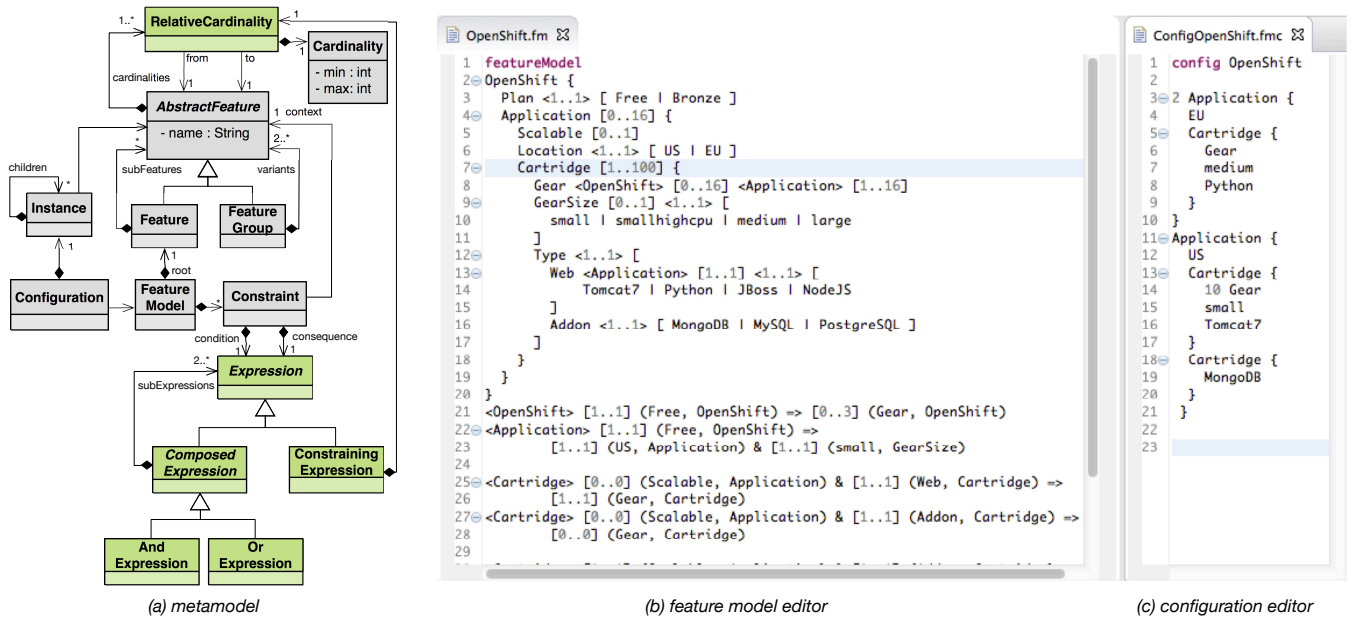 1..*
RelativeCardinality
1
1
Cardinality
- min : int
- max: int
from
to
cardinalities
1
1
AbstractFeature
- name : String
1
context
*
2..*
children
subFeatures
variants
*
Instance
Feature
Feature
Group
1
1
root
Configuration
Feature
Model
*
Constraint
condition
consequence
1
1
2..*
Expression
subExpressions
Composed
Expression
Constraining
Expression
And
Expression
Or
Expression
(a) metamodel
OpenShift.fm
1 featureModel
2 OpenShift {
3 Plan <1..1> [ Free | Bronze ]
4 Application [0..16] {
5 Scalable [0..1]
6 Location <1..1> [ US | EU ]
7 Cartridge [1..100] {
8 Gear <OpenShift> [0..16] <Application> [1..16]
9 GearSize [0..1] <1..1> [
10 small | smallhighcpu | medium | large
11 ]
12 Type <1..1> [
13 Web <Application> [1..1] <1..1> [
14 Tomcat7 | Python | JBoss | NodeJS
15 ]
16 Addon <1..1> [ MongoDB | MySQL | PostgreSQL ]
17 ]
18 }
19 }
20 }
21 <OpenShift> [1..1] (Free, OpenShift) => [0..3] (Gear, OpenShift)
22 <Application> [1..1] (Free, OpenShift) =>
23 [1..1] (US, Application) & [1..1] (small, GearSize)
24
25 <Cartridge> [0..0] (Scalable, Application) & [1..1] (Web, Cartridge) =>
26 [1..1] (Gear, Cartridge)
27 <Cartridge> [0..0] (Scalable, Application) & [1..1] (Addon, Cartridge) =>
28 [0..0] (Gear, Cartridge)
29
(b) feature model editor
ConfigOpenShift.fmc
1 config OpenShift
2
3 2 Application {
4 EU
5 Cartridge {
6 Gear
7 medium
8 Python
9 }
10 }
11 Application {
12 US
13 Cartridge {
14 10 Gear
15 small
16 Tomcat7
17 }
18 Cartridge {
19 MongoDB
20 }
21 }
22
23
(c) configuration editor